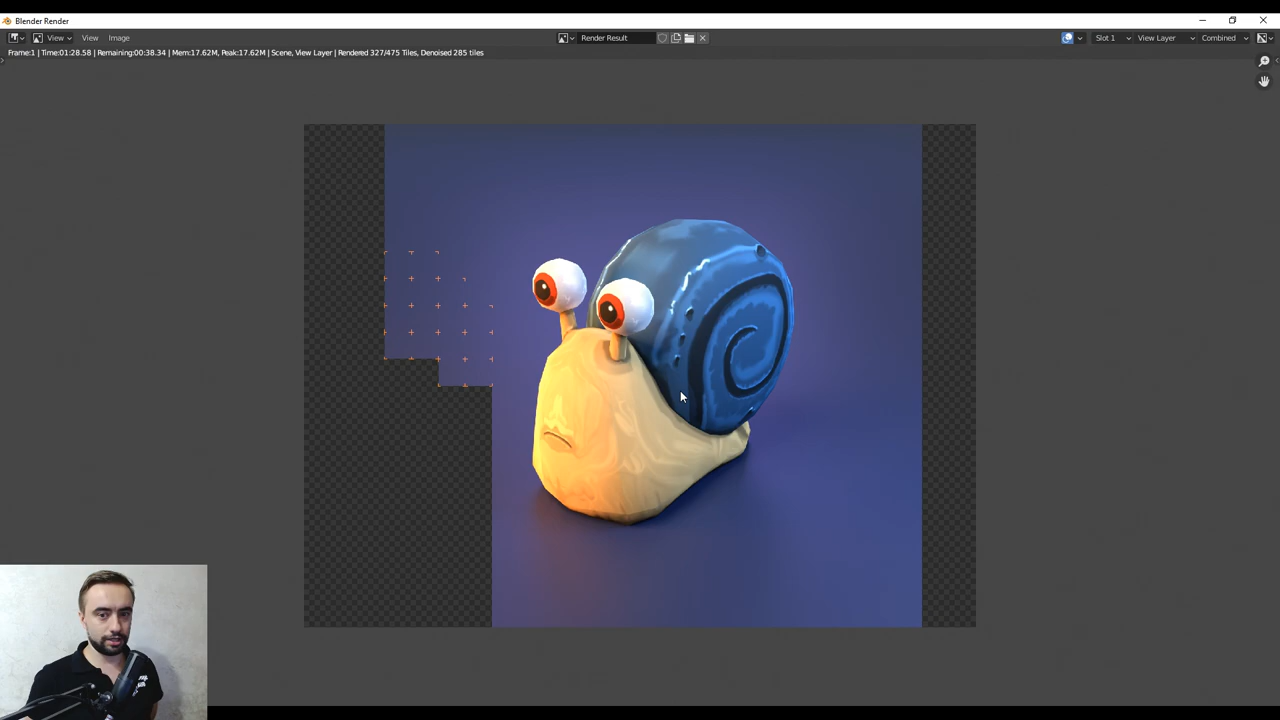 Blender Render
View View Image Render Result Slot 1 View Layer Combined
Frame:1 | Time:01:28.58 | Remaining:00:38.34 | Mem:17.62M, Peak:17.62M | Scene, View Layer | Rendered 327/475 Tiles, Denoised 285 tiles